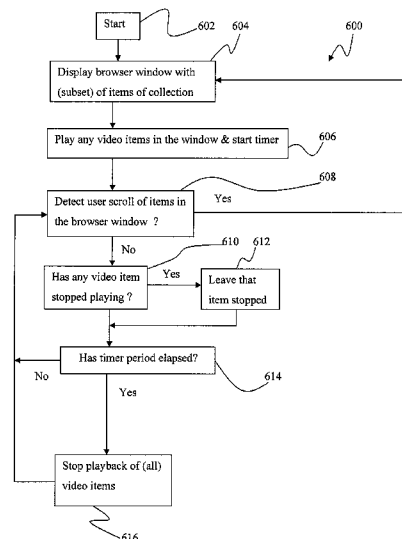 Start
602
604
600
Display browser window with
(subset) of items of collection
Play any video items in the window & start timer
606
608
Detect user scroll of items in
the browser window ?
Yes
No
610
612
Has any video item
stopped playing ?
Yes
Leave that
item stopped
Has timer period elapsed?
No
614
Yes
Stop playback of (all)
video items
616